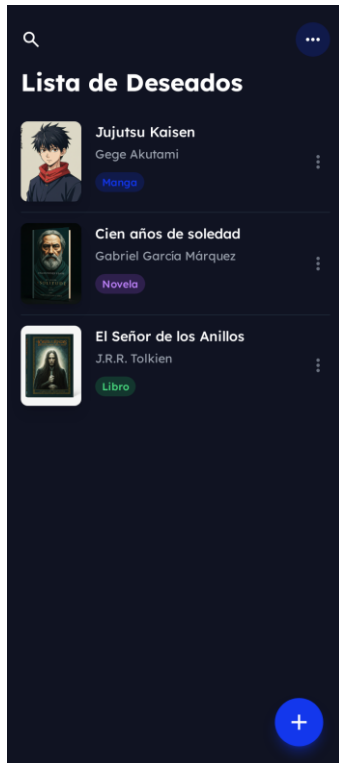 Lista de Deseados
Jujutsu Kaisen
Gege Akutami
Manga
Cien años de soledad
Gabriel García Márquez
Novela
El Señor de los Anillos
J.R.R. Tolkien
Libro